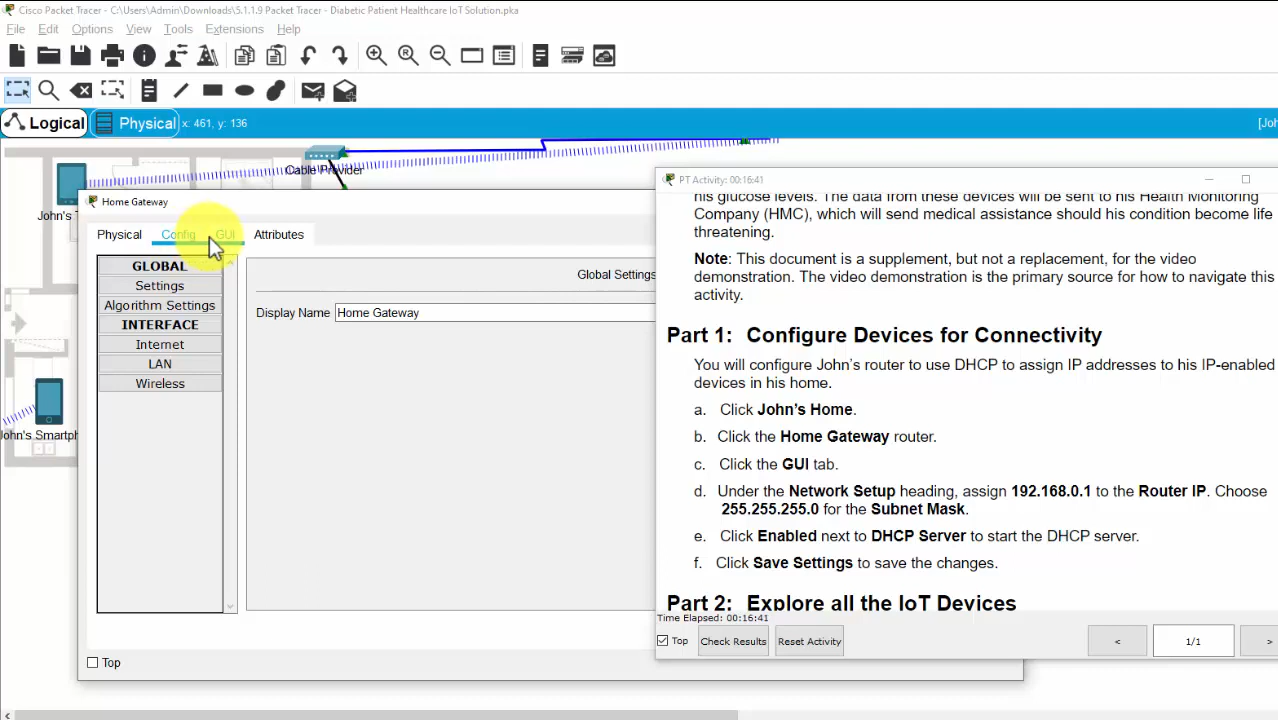 Cisco Packet Tracer - C:\Users\Admin\Downloads\5.1.1.9 Packet Tracer - Diabetic Patient Healthcare IoT Solution.pka
File Edit Options View Tools Extensions Help
Logical Physical x: 461, y: 136 [Jo
Cable Provider
John's T
John's Smartph
Home Gateway
Physical Config GUI Attributes
GLOBAL
Settings
Algorithm Settings
INTERFACE
Internet
LAN
Wireless
Global Settings
Display Name Home Gateway
Top
PT Activity: 00:16:41
his glucose levels. The data from these devices will be sent to his Health Monitoring
Company (HMC), which will send medical assistance should his condition become life
threatening.
Note: This document is a supplement, but not a replacement, for the video
demonstration. The video demonstration is the primary source for how to navigate this
activity.
Part 1: Configure Devices for Connectivity
You will configure John's router to use DHCP to assign IP addresses to his IP-enabled
devices in his home.
a. Click John's Home.
b. Click the Home Gateway router.
c. Click the GUI tab.
d. Under the Network Setup heading, assign 192.168.0.1 to the Router IP. Choose
255.255.255.0 for the Subnet Mask.
e. Click Enabled next to DHCP Server to start the DHCP server.
f. Click Save Settings to save the changes.
Part 2: Explore all the IoT Devices
Time Elapsed: 00:16:41
Top Check Results Reset Activity < 1/1 >